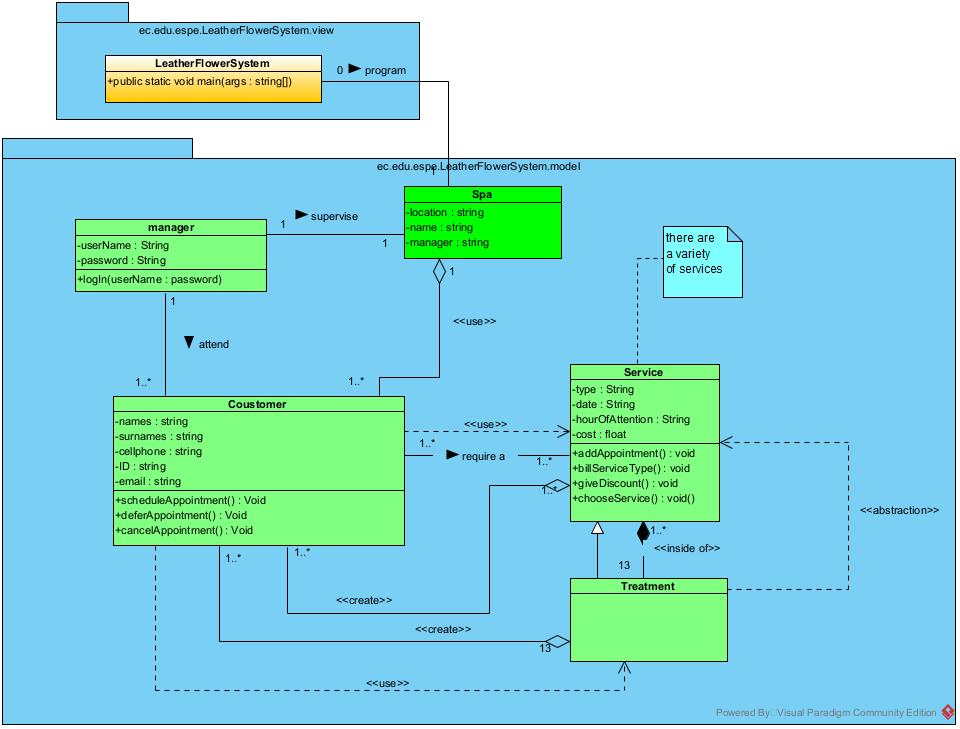 ec.edu.espe.LeatherFlowerSystem.view
LeatherFlowerSystem
+public static void main(args : string[])
0 program
ec.edu.espe.LeatherFlowerSystem.model
1
Spa
-location : string
-name : string
-manager : string
manager
-userName : String
-password : String
+logIn(userName : password)
1 supervise
1
there are
a variety
of services
1
<<use>>
1
attend
1..*
1..*
Coustomer
-names : string
-surnames : string
-cellphone : string
-ID : string
-email : string
+scheduleAppointment() : Void
+deferAppointment() : Void
+cancelAppointment() : Void
Service
-type : String
-date : String
-hourOfAttention : String
-cost : float
+addAppointment() : void
+billServiceType() : void
+giveDiscount() : void
+chooseService() : void()
<<use>>
1..*
require a
1..*
1..*
<<abstraction>>
1..*
<<inside of>>
13
1..*
1..*
Treatment
<<create>>
<<create>>
13
<<use>>
Powered By Visual Paradigm Community Edition